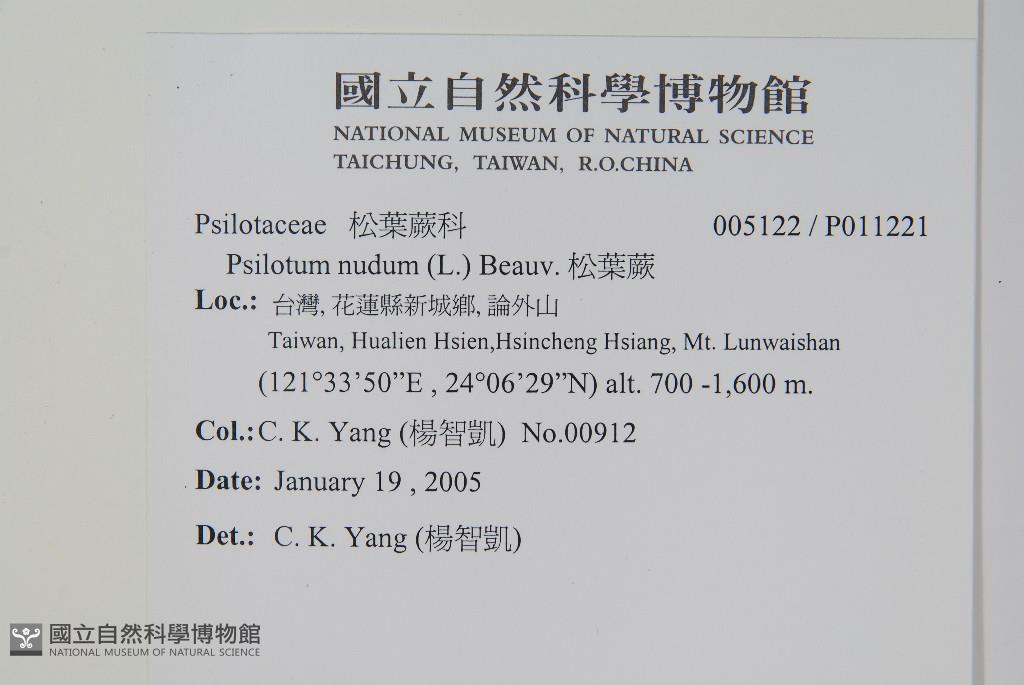 國立自然科學博物館
NATIONAL MUSEUM OF NATURAL SCIENCE
TAICHUNG, TAIWAN, R.O.CHINA
Psilotaceae 松葉蕨科 005122 / P011221
Psilotum nudum (L.) Beauv. 松葉蕨
Loc.: 台灣, 花蓮縣新城鄉, 論外山
Taiwan, Hualien Hsien,Hsincheng Hsiang, Mt. Lunwaishan
(121°33’50”E , 24°06’29”N) alt. 700 -1,600 m.
Col.: C. K. Yang (楊智凱) No.00912
Date: January 19 , 2005
Det.: C. K. Yang (楊智凱)
國立自然科學博物館
NATIONAL MUSEUM OF NATURAL SCIENCE